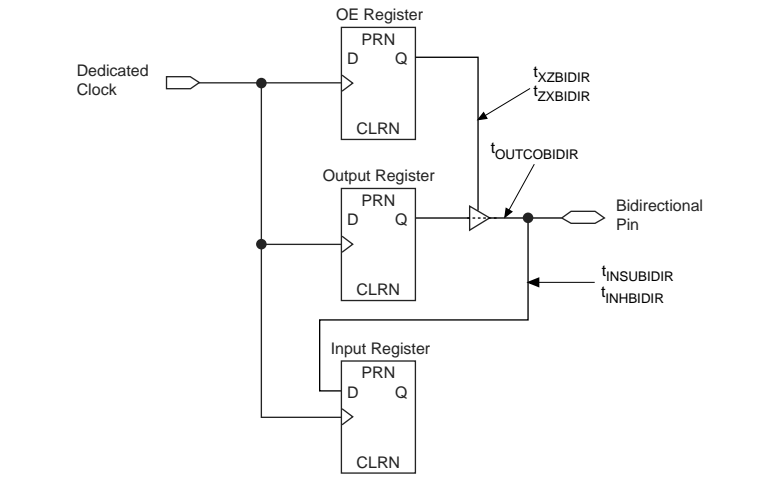 OE Register
PRN
D Q
CLRN
Dedicated
Clock
tXZBIDIR
tZXBIDIR
tOUTCOBIDIR
Output Register
PRN
D Q
CLRN
Bidirectional
Pin
tINSUBIDIR
tINHBIDIR
Input Register
PRN
D Q
CLRN